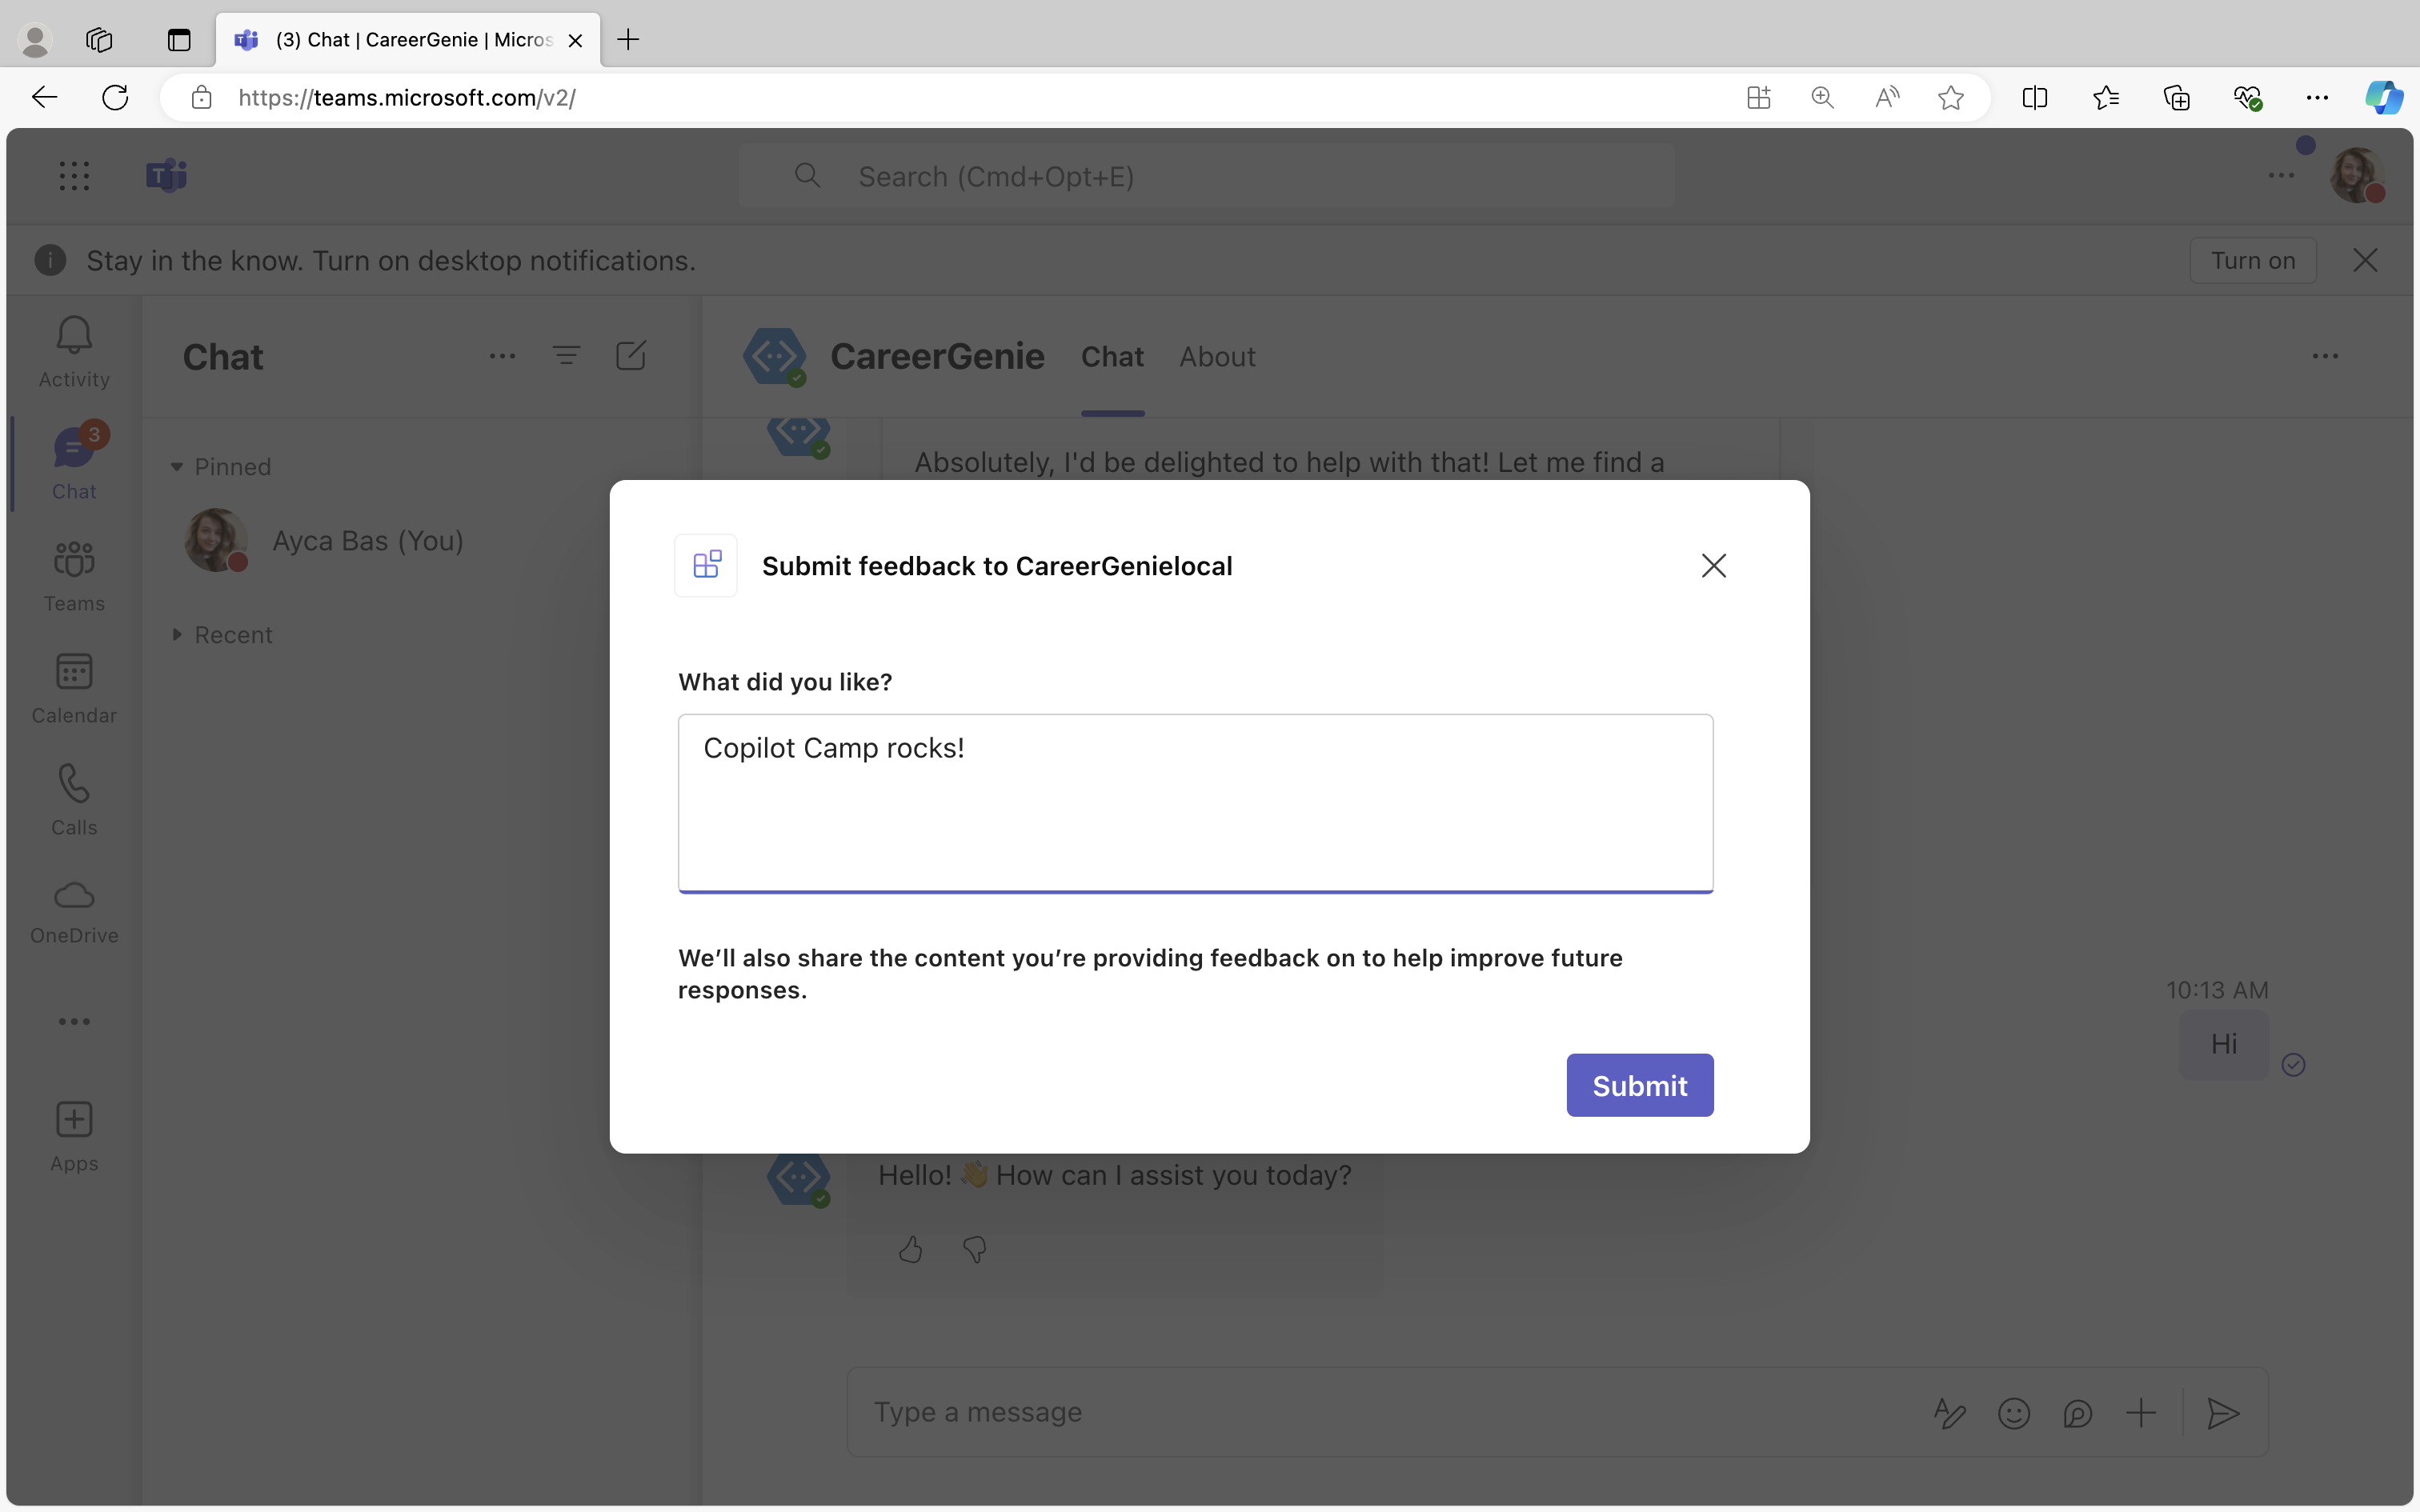 (3) Chat | CareerGenie | Micros
https://teams.microsoft.com/v2/
Search (Cmd+Opt+E)
Stay in the know. Turn on desktop notifications.
Turn on
Activity
3
Chat
Teams
Calendar
Calls
OneDrive
Apps
Chat
Pinned
Ayca Bas (You)
Recent
CareerGenie
Chat
About
Absolutely, I'd be delighted to help with that! Let me find a
Submit feedback to CareerGenielocal
What did you like?
Copilot Camp rocks!
We’ll also share the content you’re providing feedback on to help improve future
responses.
Submit
10:13 AM
Hi
Hello! 👋 How can I assist you today?
Type a message